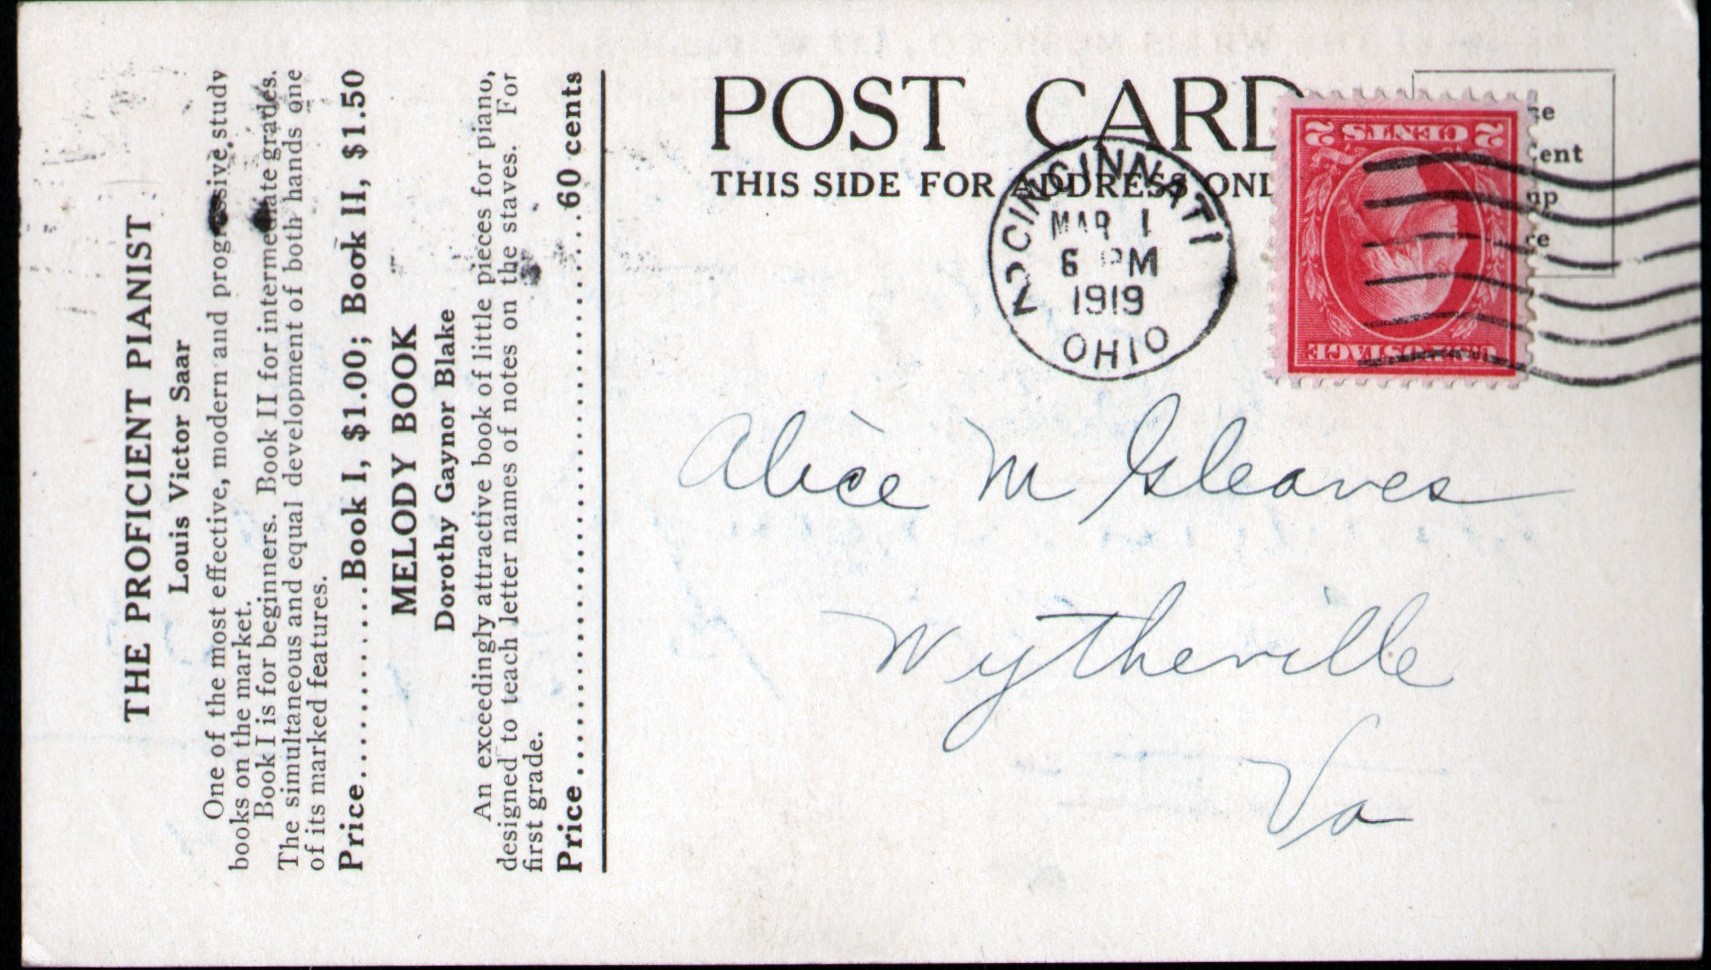 THE PROFICIENT PIANIST
Louis Victor Saar
One of the most effective, modern and progressive study
books on the market.
Book I is for beginners. Book II for intermediate grades.
The simultaneous and equal development of both hands one
of its marked features.
Price............Book I, $1.00; Book II, $1.50
MELODY BOOK
Dorothy Gaynor Blake
An exceedingly attractive book of little pieces for piano,
designed to teach letter names of notes on the staves. For
first grade.
Price........................................60 cents
POST CARD
THIS SIDE FOR ADDRESS ONL
CINCINNATI
MAR 1
6 PM
1919
OHIO
2 CENTS 2
U.S. POSTAGE
ent
Alice M Gleaves
Wytheville
Va